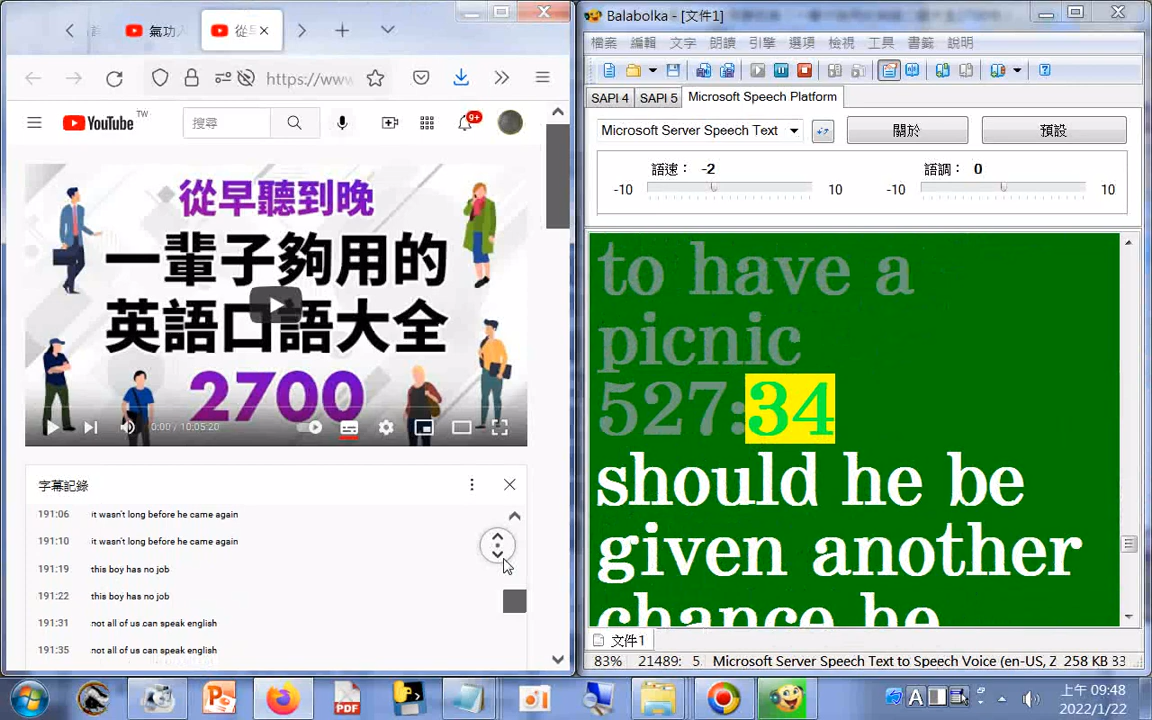 氣功
從
https://www
YouTube TW
搜尋
9+
從早聽到晚
一輩子夠用的
英語口語大全
2700
0:00 / 10:05:20
字幕記錄
191:06 it wasn't long before he came again
191:10 it wasn't long before he came again
191:19 this boy has no job
191:22 this boy has no job
191:31 not all of us can speak english
191:35 not all of us can speak english
Balabolka - [文件1]
檔案 編輯 文字 朗讀 引擎 選項 檢視 工具 書籤 說明
SAPI 4 SAPI 5 Microsoft Speech Platform
Microsoft Server Speech Text 關於 預設
語速： -2 語調： 0
-10 10 -10 10
to have a
picnic
527:34
should he be
given another
chance he
文件1
83% 21489: 5 Microsoft Server Speech Text to Speech Voice (en-US, Z 258 KB 33
PDF
A
上午 09:48
2022/1/22